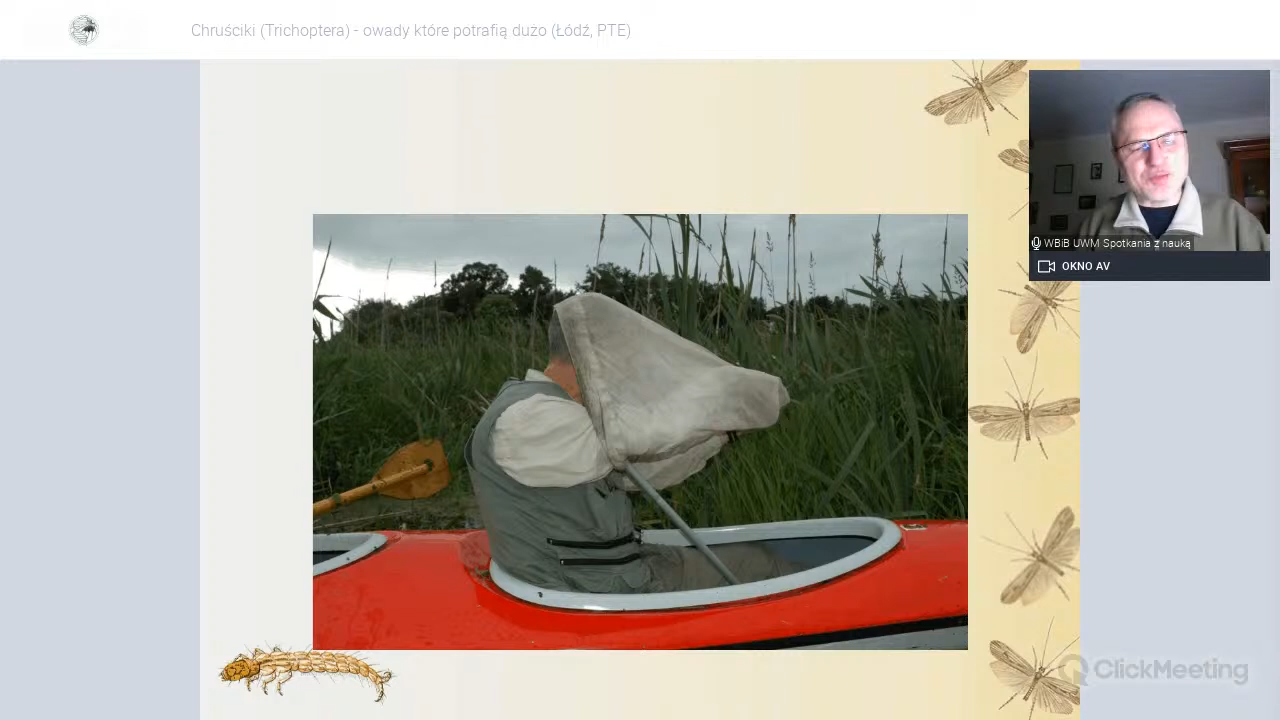 Chruściki (Trichoptera) - owady które potrafią dużo (Łódź, PTE)
WBiB UWM Spotkania z nauką
OKNO AV
ClickMeeting